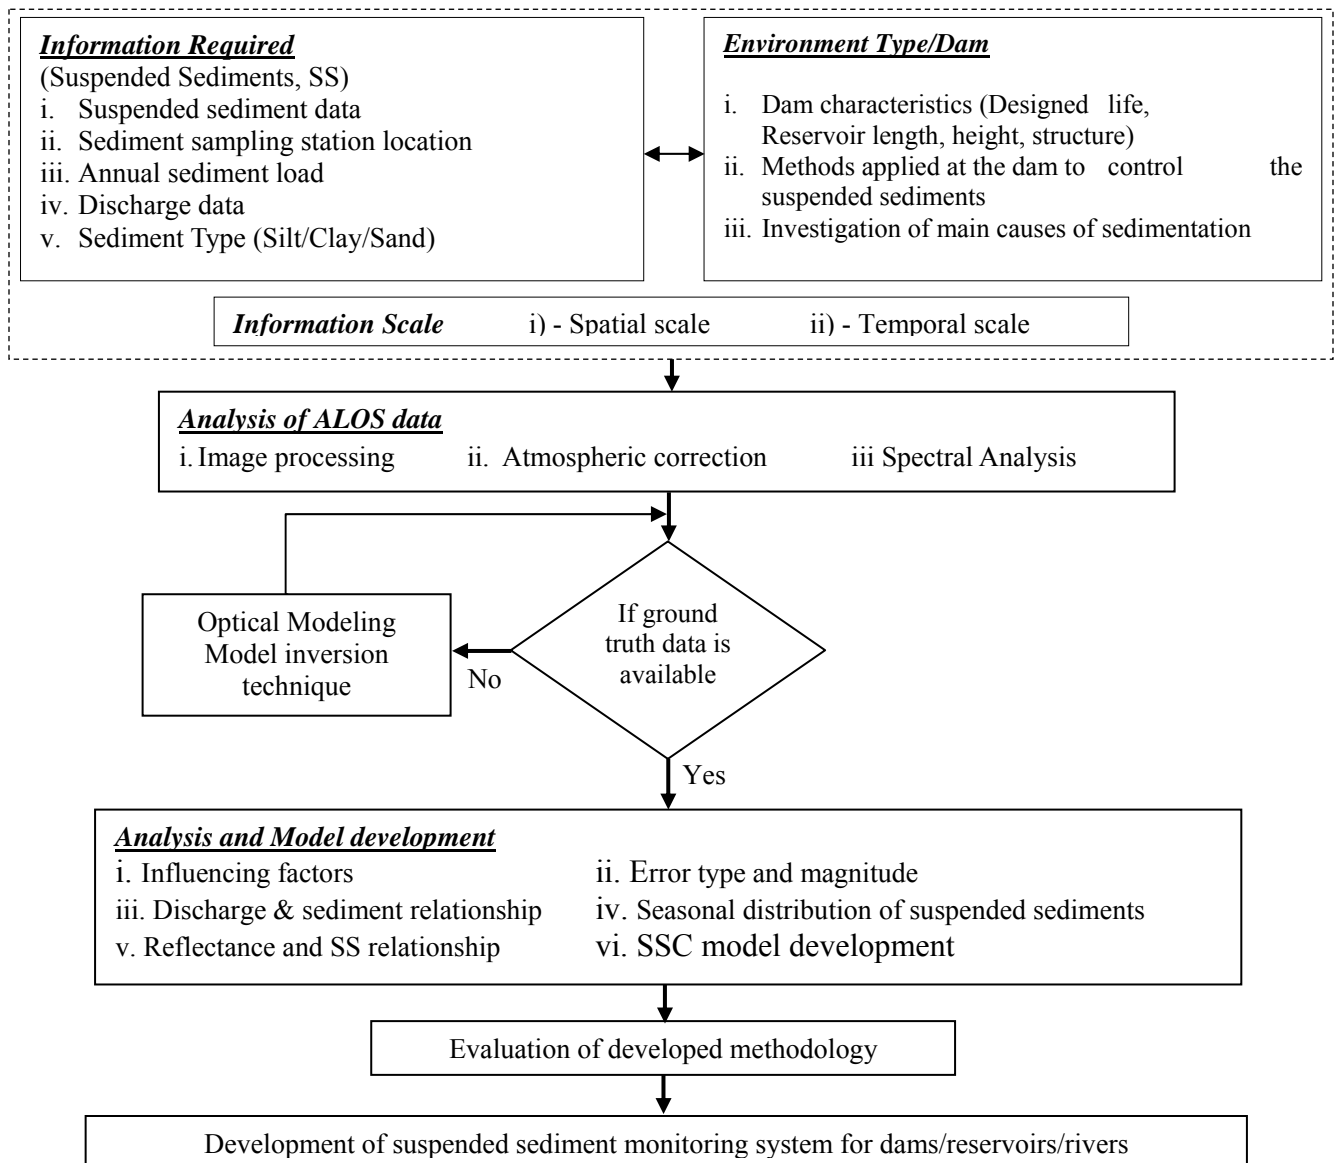 Information Required
(Suspended Sediments, SS)
i. Suspended sediment data
ii. Sediment sampling station location
iii. Annual sediment load
iv. Discharge data
v. Sediment Type (Silt/Clay/Sand)
Environment Type/Dam
i. Dam characteristics (Designed life,
Reservoir length, height, structure)
ii. Methods applied at the dam to control the
suspended sediments
iii. Investigation of main causes of sedimentation
Information Scale i) - Spatial scale ii) - Temporal scale
Analysis of ALOS data
i. Image processing ii. Atmospheric correction iii Spectral Analysis
If ground
truth data is
available
No
Optical Modeling
Model inversion
technique
Yes
Analysis and Model development
i. Influencing factors ii. Error type and magnitude
iii. Discharge & sediment relationship iv. Seasonal distribution of suspended sediments
v. Reflectance and SS relationship vi. SSC model development
Evaluation of developed methodology
Development of suspended sediment monitoring system for dams/reservoirs/rivers